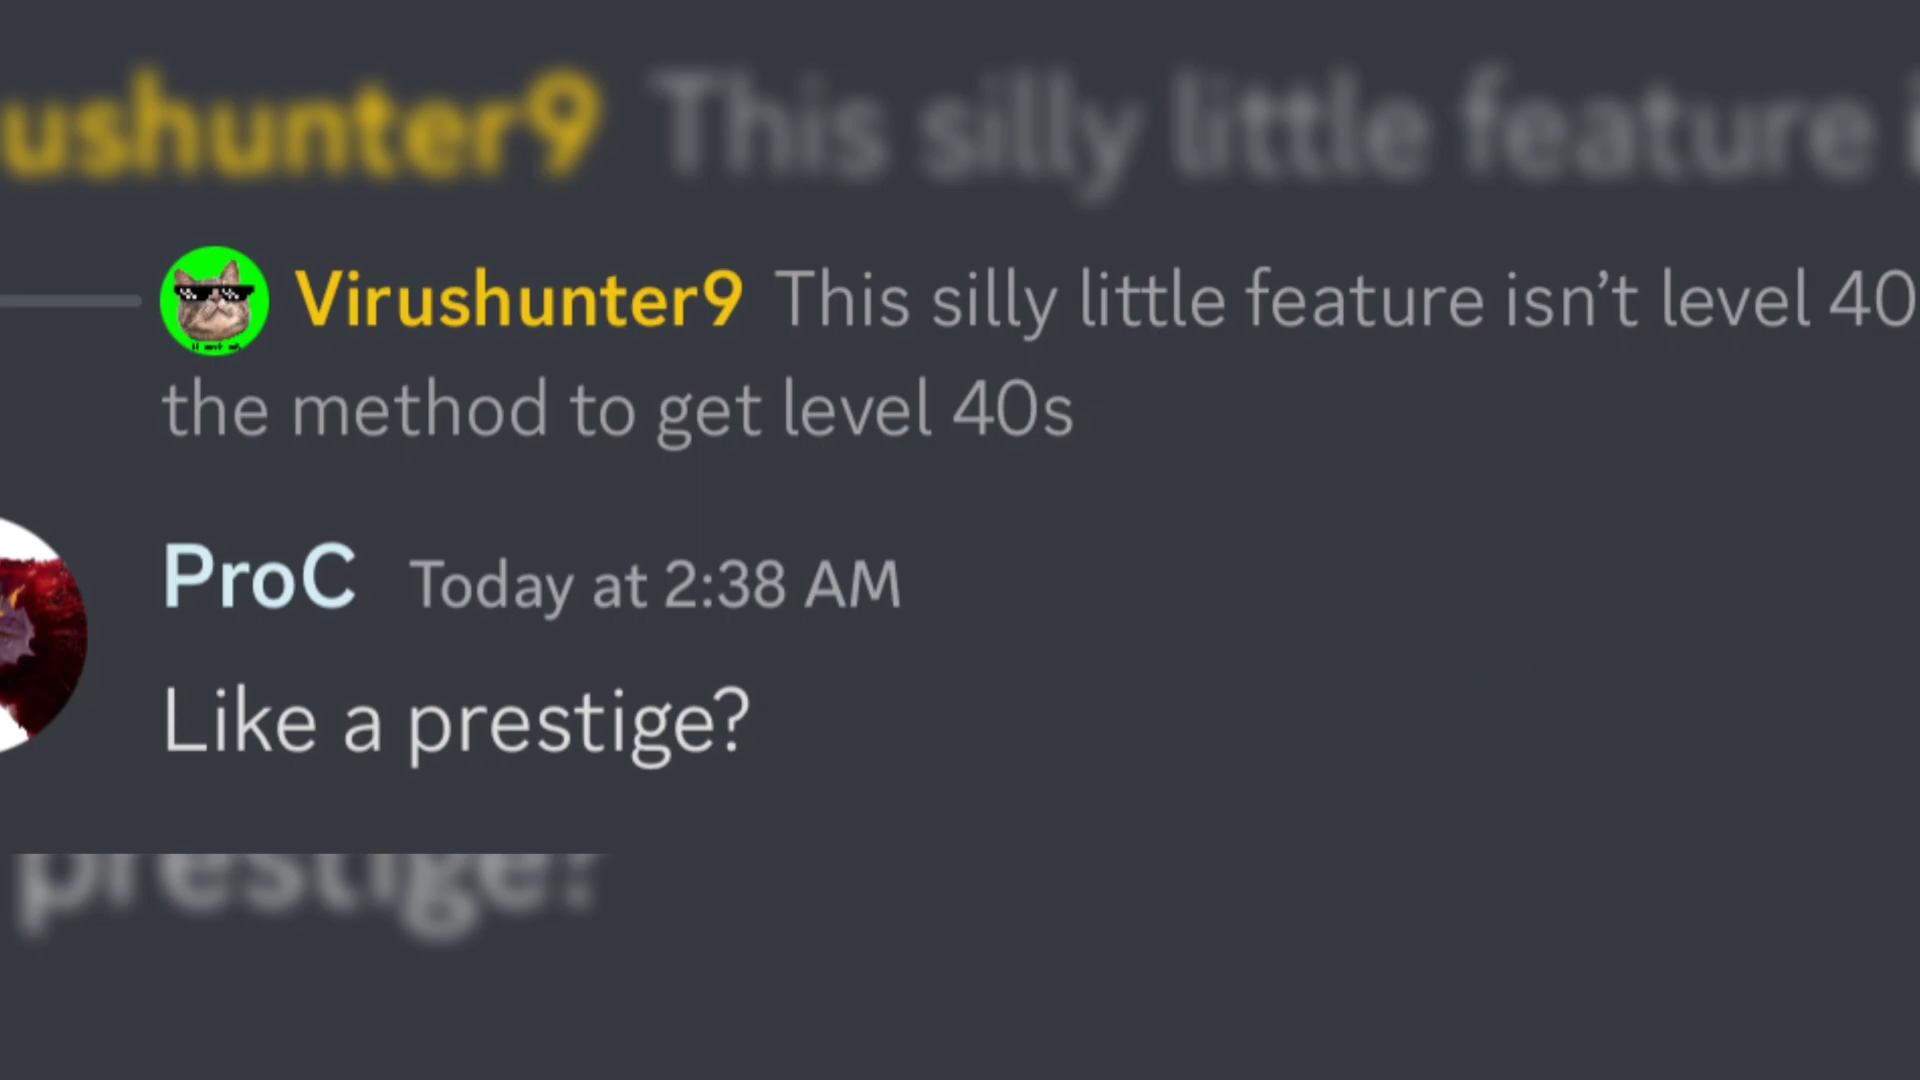 ushunter9 This silly little feature
Virushunter9 This silly little feature isn’t level 40
the method to get level 40s
ProC Today at 2:38 AM
Like a prestige?
prestige?